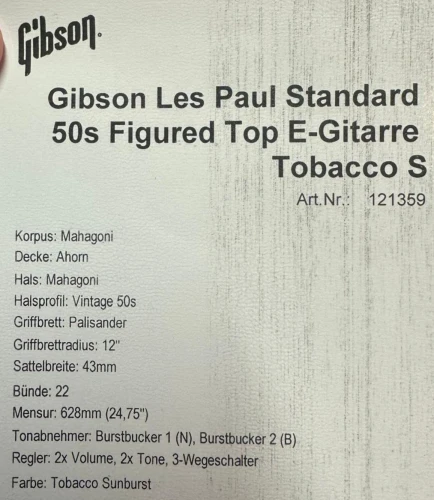 Gibson
Gibson Les Paul Standard
50s Figured Top E-Gitarre
Tobacco S
Art.Nr.: 121359
Korpus: Mahagoni
Decke: Ahorn
Hals: Mahagoni
Halsprofil: Vintage 50s
Griffbrett: Palisander
Griffbrettradius: 12"
Sattelbreite: 43mm
Bünde: 22
Mensur: 628mm (24,75")
Tonabnehmer: Burstbucker 1 (N), Burstbucker 2 (B)
Regler: 2x Volume, 2x Tone, 3-Wegeschalter
Farbe: Tobacco Sunburst